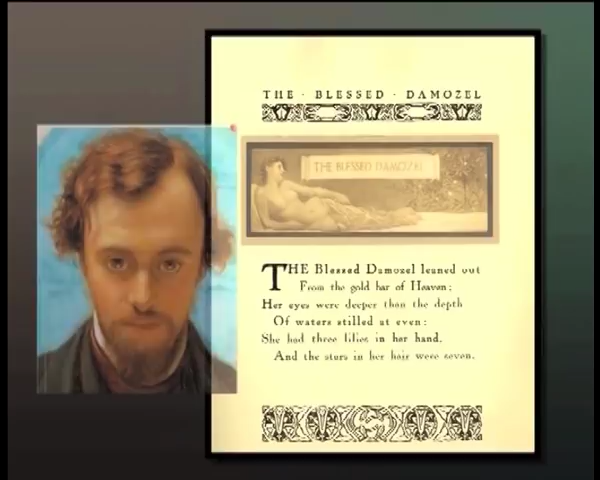 THE · BLESSED · DAMOZEL
THE BLESSED DAMOZEL
THE Blessed Damozel leaned out
From the gold bar of Heaven:
Her eyes were deeper than the depth
Of waters stilled at even:
She had three lilies in her hand,
And the stars in her hair were seven.